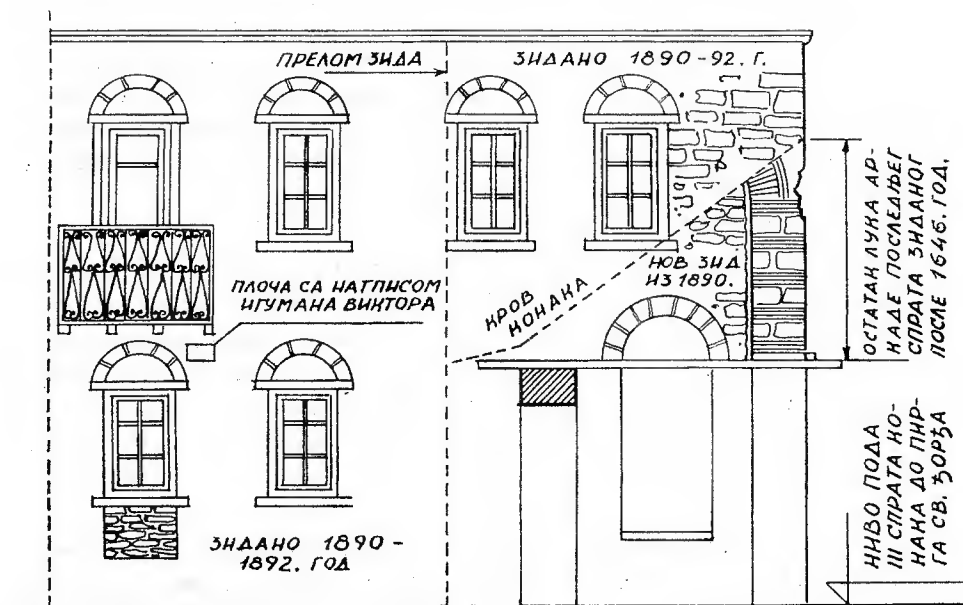 ПРЕЛОМ ЗИДА
ЗИДАНО 1890-92. Г.
ПЛОЧА СА НАТПИСОМ
ИГУМАНА ВИКТОРА
КРОВ
КОНАКА
НОВ ЗИД
ИЗ 1890.
ЗИДАНО 1890-
1892. ГОД
ОСТАТАК ЛУКА АР-
КАДЕ ПОСЛЕДЊЕГ
СПРАТА ЗИДАНОГ
ПОСЛЕ 1646. ГОД.
НИВО ПОДА
III СПРАТА КО-
НАКА ДО ПИР-
ГА СВ. ЂОРЂА